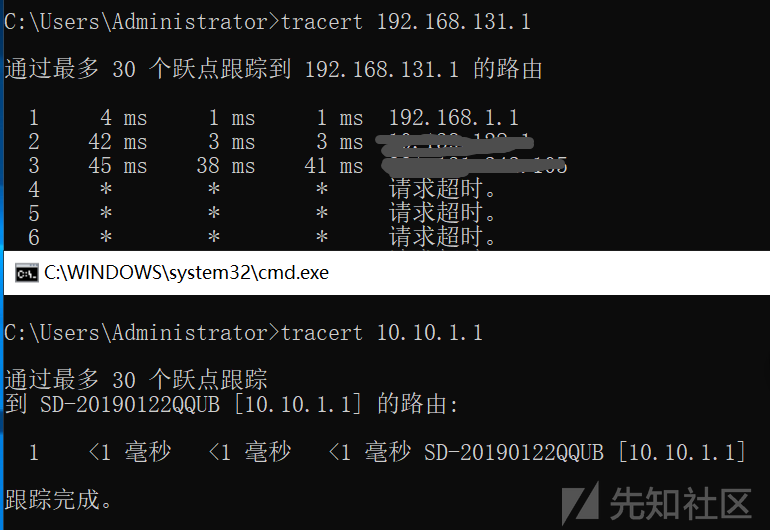 C:\Users\Administrator>tracert 192.168.131.1
通过最多 30 个跃点跟踪到 192.168.131.1 的路由
1 4 ms 1 ms 1 ms 192.168.1.1
2 42 ms 3 ms 3 ms
3 45 ms 38 ms 41 ms
4 * * * 请求超时。
5 * * * 请求超时。
6 * * * 请求超时。
C:\WINDOWS\system32\cmd.exe
C:\Users\Administrator>tracert 10.10.1.1
通过最多 30 个跃点跟踪
到 SD-20190122QQUB [10.10.1.1] 的路由:
1 <1 毫秒 <1 毫秒 <1 毫秒 SD-20190122QQUB [10.10.1.1]
跟踪完成。
先知社区